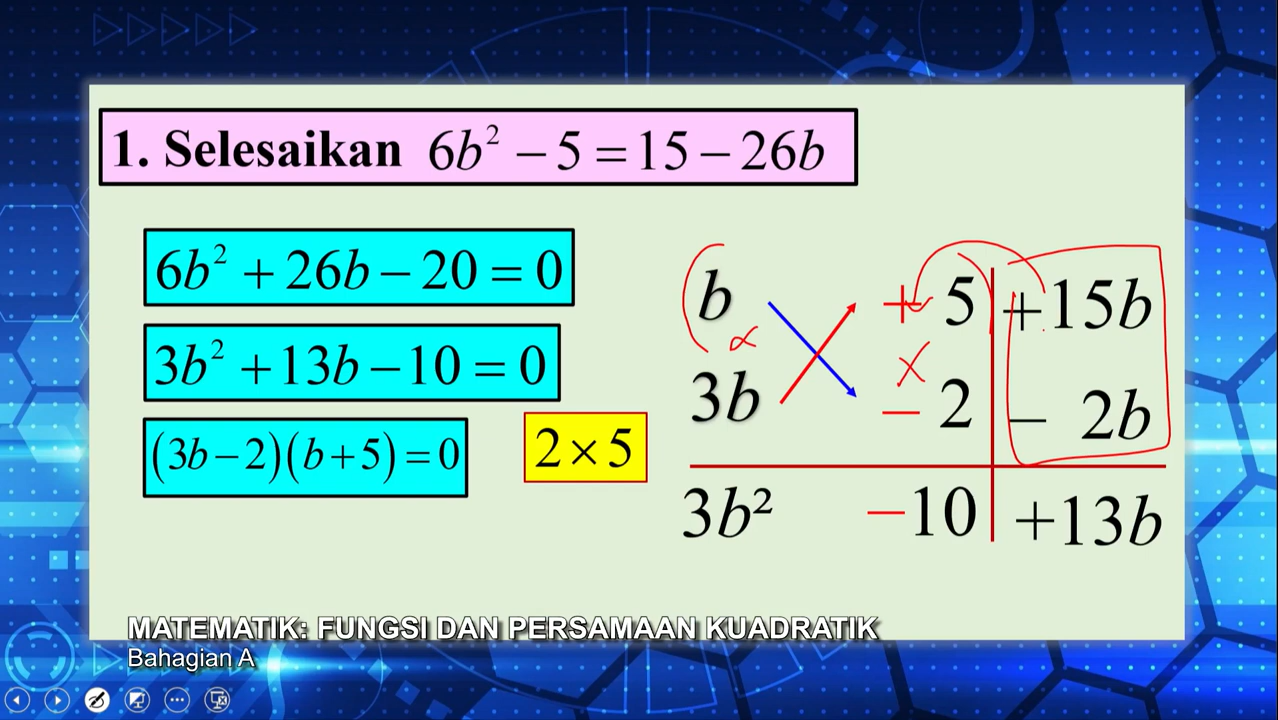 1. Selesaikan 6b² − 5 = 15 − 26b
6b² + 26b − 20 = 0
3b² + 13b − 10 = 0
(3b − 2)(b + 5) = 0
2 × 5
b + 5 +15b
× ×
3b − 2 − 2b
3b² −10 +13b
MATEMATIK: FUNGSI DAN PERSAMAAN KUADRATIK
Bahagian A